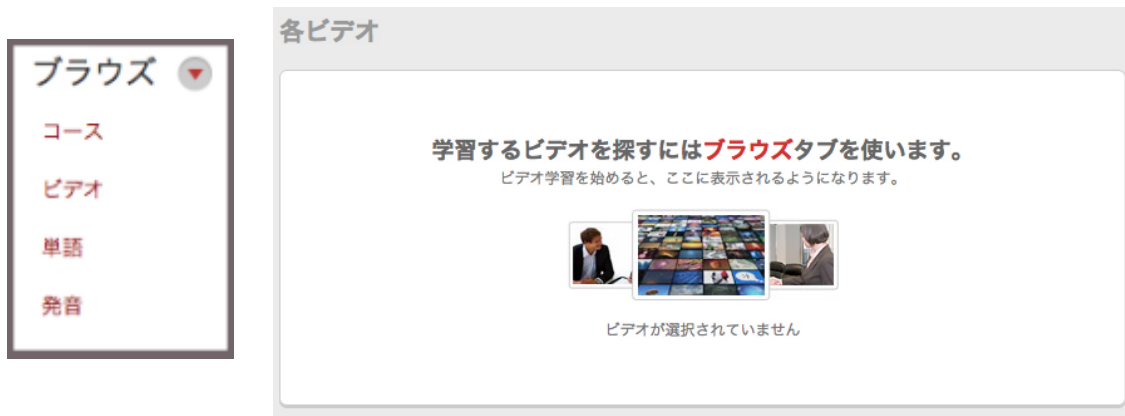 ブラウズ
コース
ビデオ
単語
発音
各ビデオ
学習するビデオを探すにはブラウズタブを使います。
ビデオ学習を始めると、ここに表示されるようになります。
ビデオが選択されていません